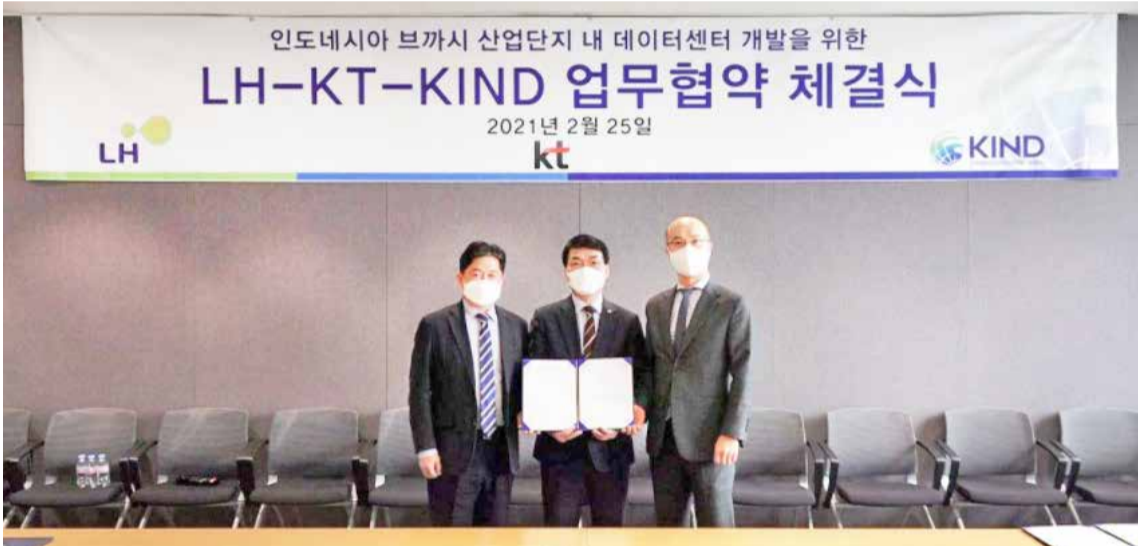 인도네시아 브까시 산업단지 내 데이터센터 개발을 위한
LH-KT-KIND 업무협약 체결식
2021년 2월 25일
LH
kt
KIND